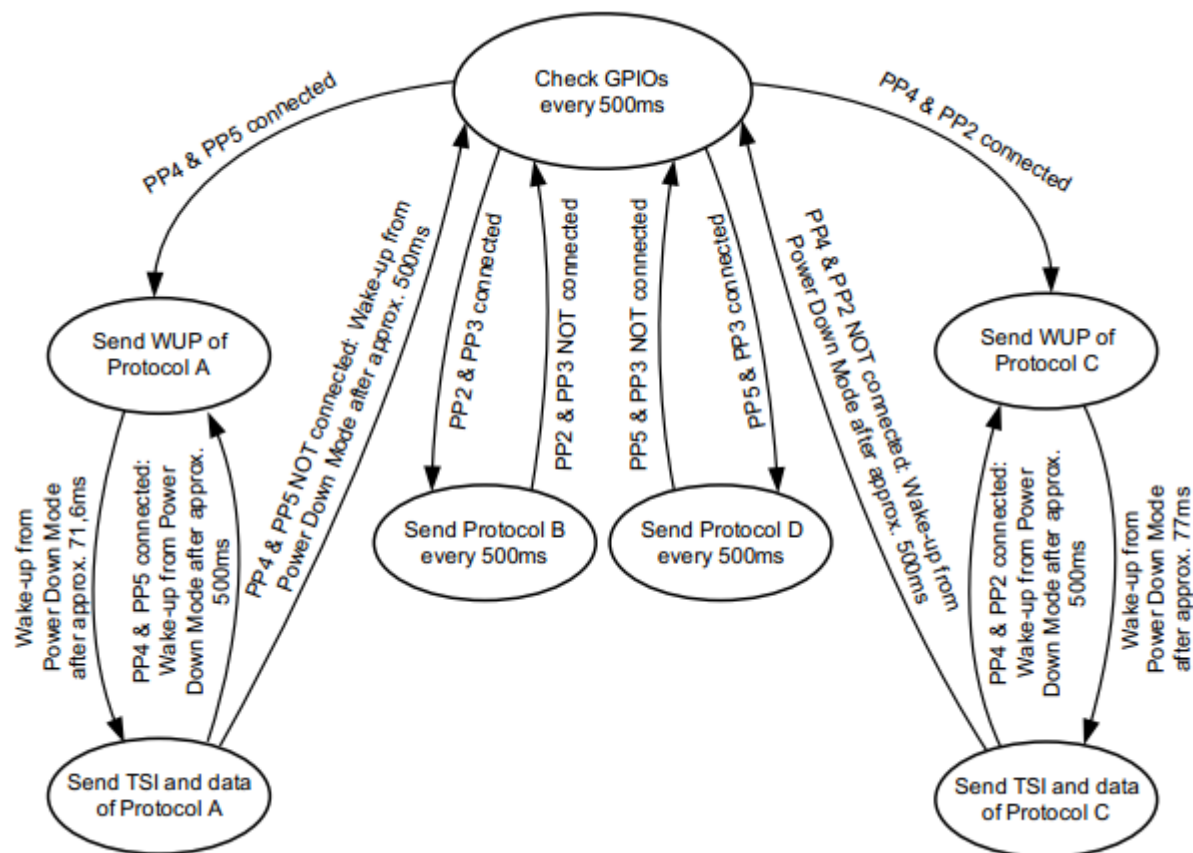 Check GPIOs
every 500ms
PP4 & PP5 connected
PP4 & PP2 connected
PP4 & PP5 NOT connected: Wake-up from
Power Down Mode after approx. 500ms
PP2 & PP3 connected
PP2 & PP3 NOT connected
PP5 & PP3 NOT connected
PP5 & PP3 connected
PP4 & PP2 NOT connected: Wake-up from
Power Down Mode after approx. 500ms
Send WUP of
Protocol A
Send WUP of
Protocol C
Send Protocol B
every 500ms
Send Protocol D
every 500ms
Wake-up from
Power Down Mode
after approx. 71,6ms
PP4 & PP5 connected:
Wake-up from Power
Down Mode after approx.
500ms
PP4 & PP2 connected:
Wake-up from Power
Down Mode after approx.
500ms
Wake-up from
Power Down Mode
after approx. 77ms
Send TSI and data
of Protocol A
Send TSI and data
of Protocol C